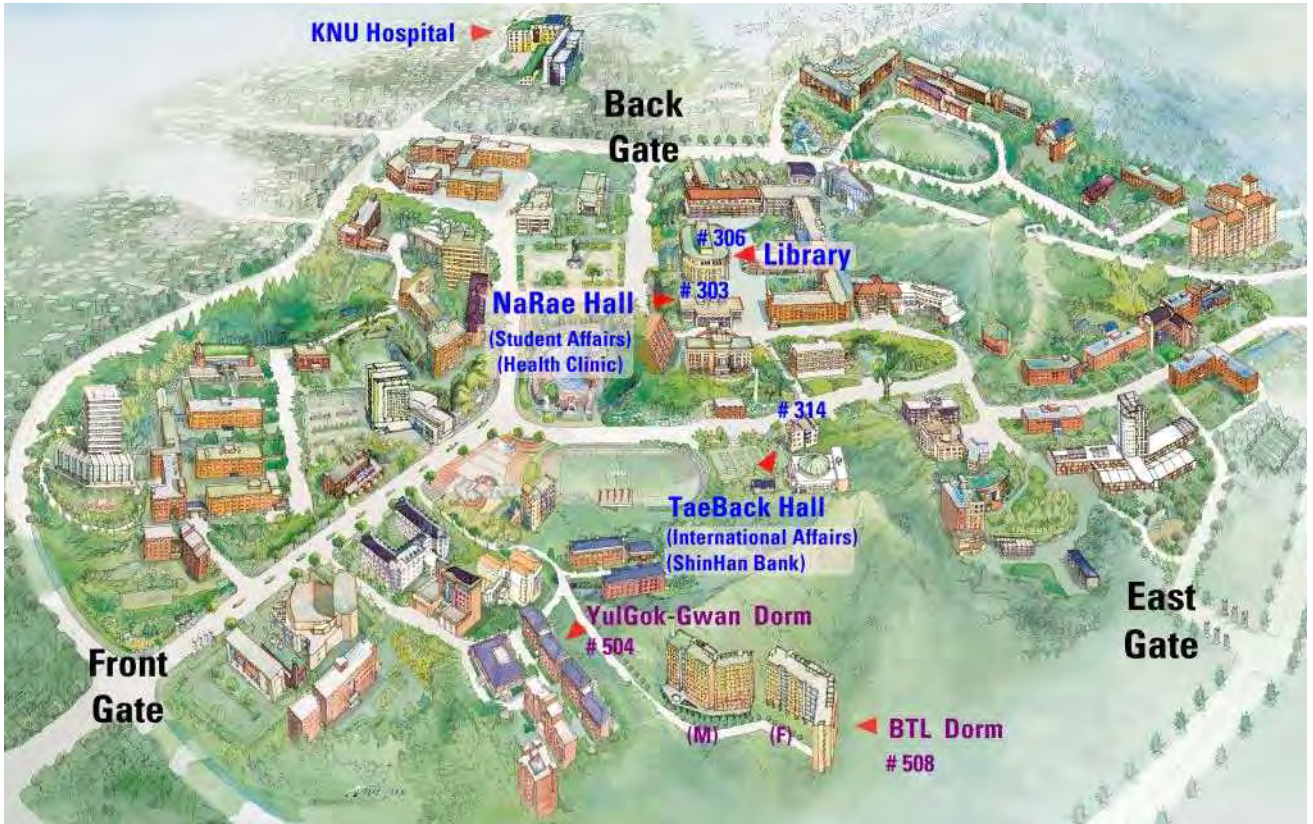 KNU Hospital
Back
Gate
# 306
Library
# 303
NaRae Hall
(Student Affairs)
(Health Clinic)
# 314
TaeBack Hall
(International Affairs)
(ShinHan Bank)
YulGok-Gwan Dorm
# 504
East
Gate
Front
Gate
(M)
(F)
BTL Dorm
# 508